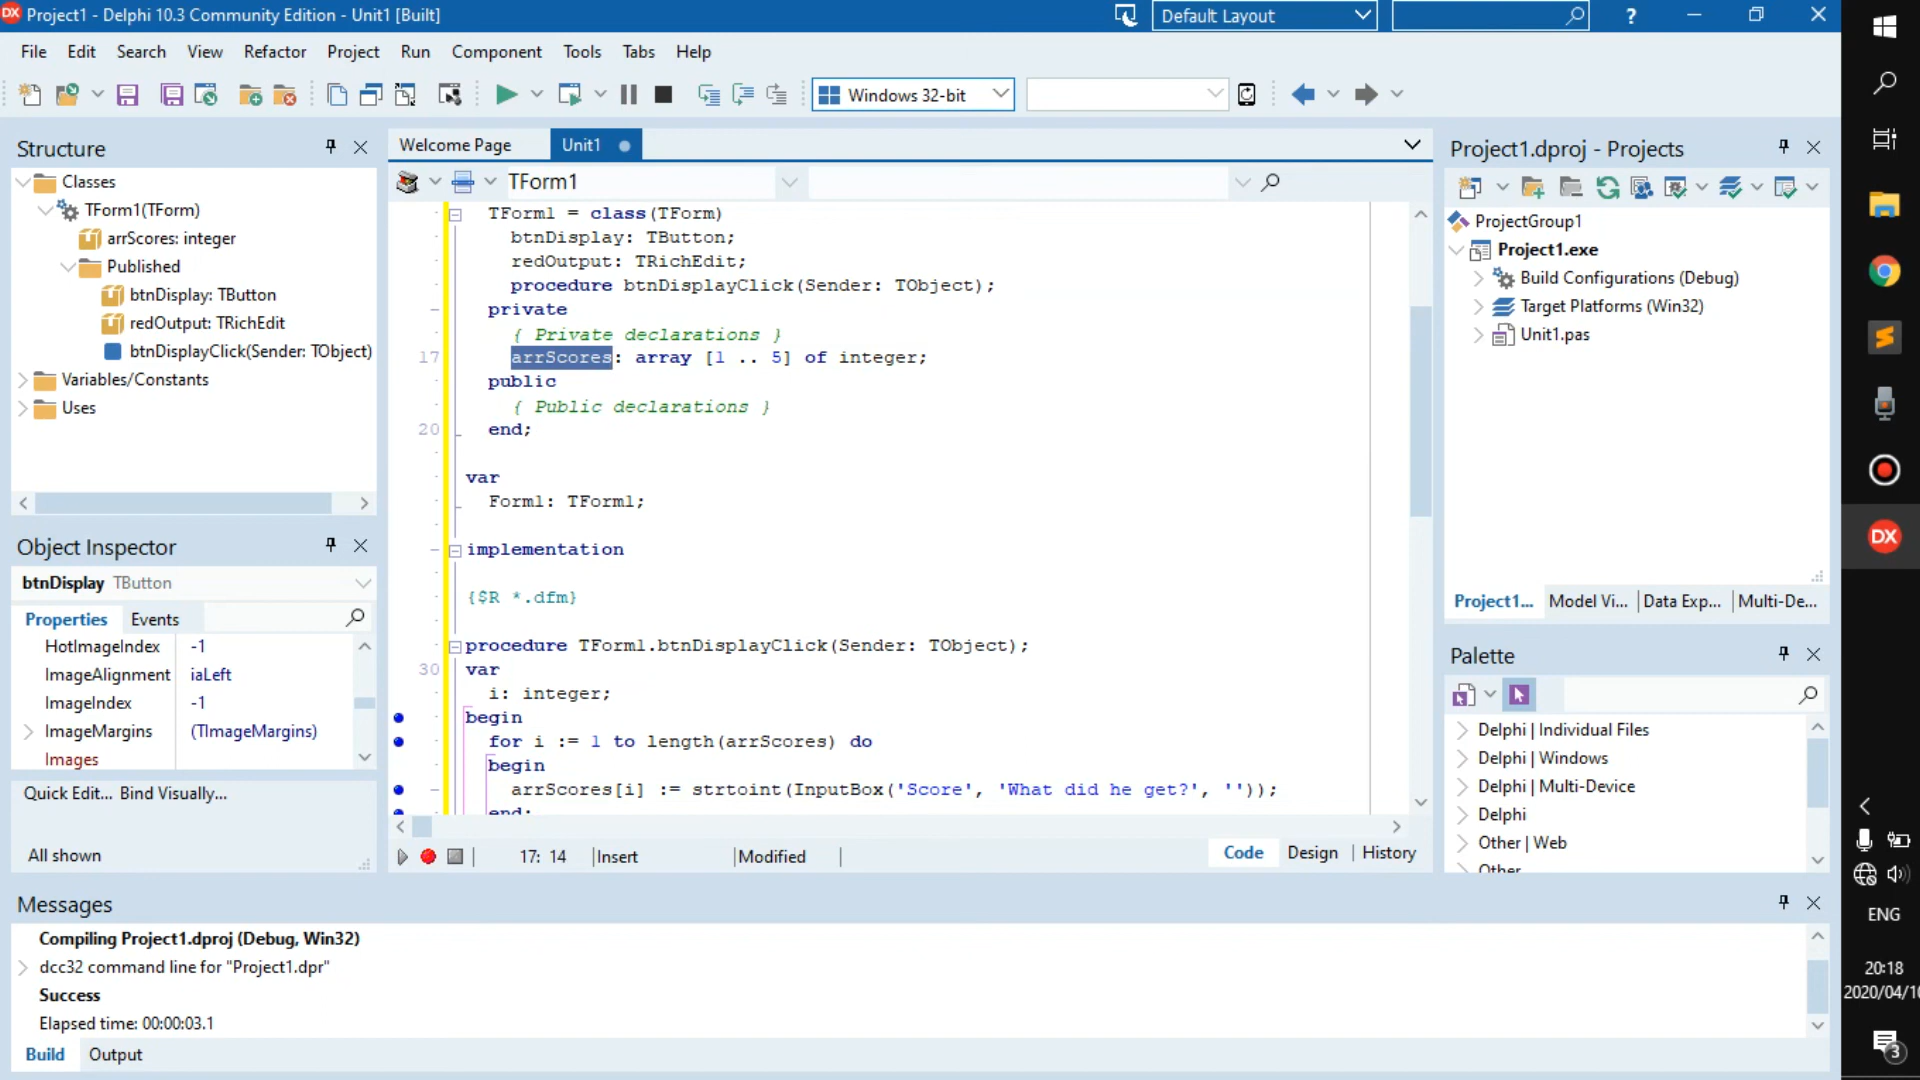 DX Project1 - Delphi 10.3 Community Edition - Unit1 [Built]
Default Layout
?
File Edit Search View Refactor Project Run Component Tools Tabs Help
Windows 32-bit
Structure
Classes
TForm1(TForm)
arrScores: integer
Published
btnDisplay: TButton
redOutput: TRichEdit
btnDisplayClick(Sender: TObject)
Variables/Constants
Uses
Object Inspector
btnDisplay TButton
Properties Events
HotImageIndex -1
ImageAlignment iaLeft
ImageIndex -1
ImageMargins (TImageMargins)
Images
Quick Edit... Bind Visually...
All shown
Welcome Page Unit1
TForm1
TForm1 = class(TForm)
btnDisplay: TButton;
redOutput: TRichEdit;
procedure btnDisplayClick(Sender: TObject);
private
{ Private declarations }
17 arrScores: array [1 .. 5] of integer;
public
{ Public declarations }
20 end;
var
Form1: TForm1;
implementation
{$R *.dfm}
procedure TForm1.btnDisplayClick(Sender: TObject);
30 var
i: integer;
begin
for i := 1 to length(arrScores) do
begin
arrScores[i] := strtoint(InputBox('Score', 'What did he get?', ''));
end;
17: 14 Insert Modified
Code Design History
Project1.dproj - Projects
ProjectGroup1
Project1.exe
Build Configurations (Debug)
Target Platforms (Win32)
Unit1.pas
Project1... Model Vi... Data Exp... Multi-De...
Palette
Delphi | Individual Files
Delphi | Windows
Delphi | Multi-Device
Delphi
Other | Web
Other
Messages
Compiling Project1.dproj (Debug, Win32)
dcc32 command line for "Project1.dpr"
Success
Elapsed time: 00:00:03.1
Build Output
DX
ENG
20:18
2020/04/10
3